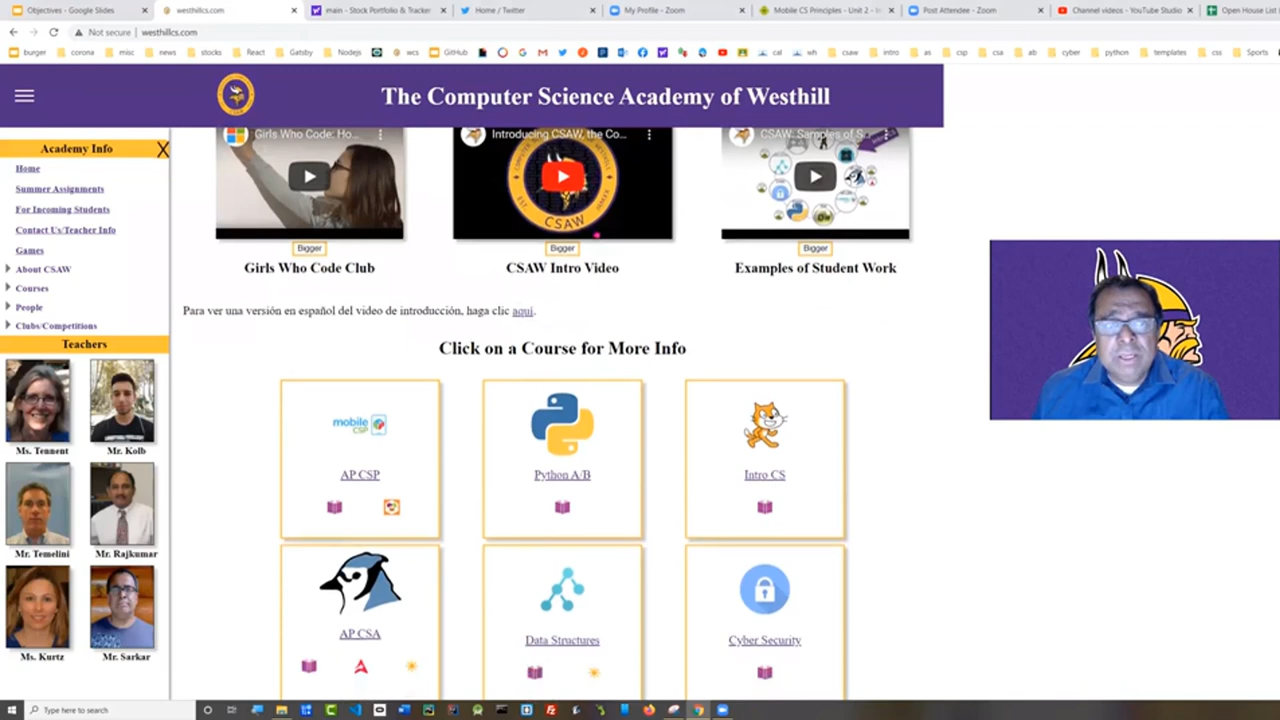 Objectives - Google Slides
westhillcs.com
main - Stock Portfolio & Tracker
Home / Twitter
My Profile - Zoom
Mobile CS Principles - Unit 2 - In
Post Attendee - Zoom
Channel videos - YouTube Studio
Open House List
Not secure | westhillcs.com
burger corona misc news stocks React Gatsby Nodejs wcs GitHub cal wh csaw intro as csp csa ab cyber python templates css Sports
The Computer Science Academy of Westhill
Academy Info X
Home
Summer Assignments
For Incoming Students
Contact Us/Teacher Info
Games
About CSAW
Courses
People
Clubs/Competitions
Teachers
Ms. Tennent Mr. Kolb
Mr. Temelini Mr. Rajkumar
Ms. Kurtz Mr. Sarkar
Girls Who Code: Ho...
Introducing CSAW, the Co...
CSAW: Samples of S...
CSAW
Bigger Bigger Bigger
Girls Who Code Club CSAW Intro Video Examples of Student Work
Para ver una versión en español del video de introducción, haga clic aquí.
Click on a Course for More Info
mobile CSP
AP CSP Python A/B Intro CS
AP CSA Data Structures Cyber Security
Type here to search